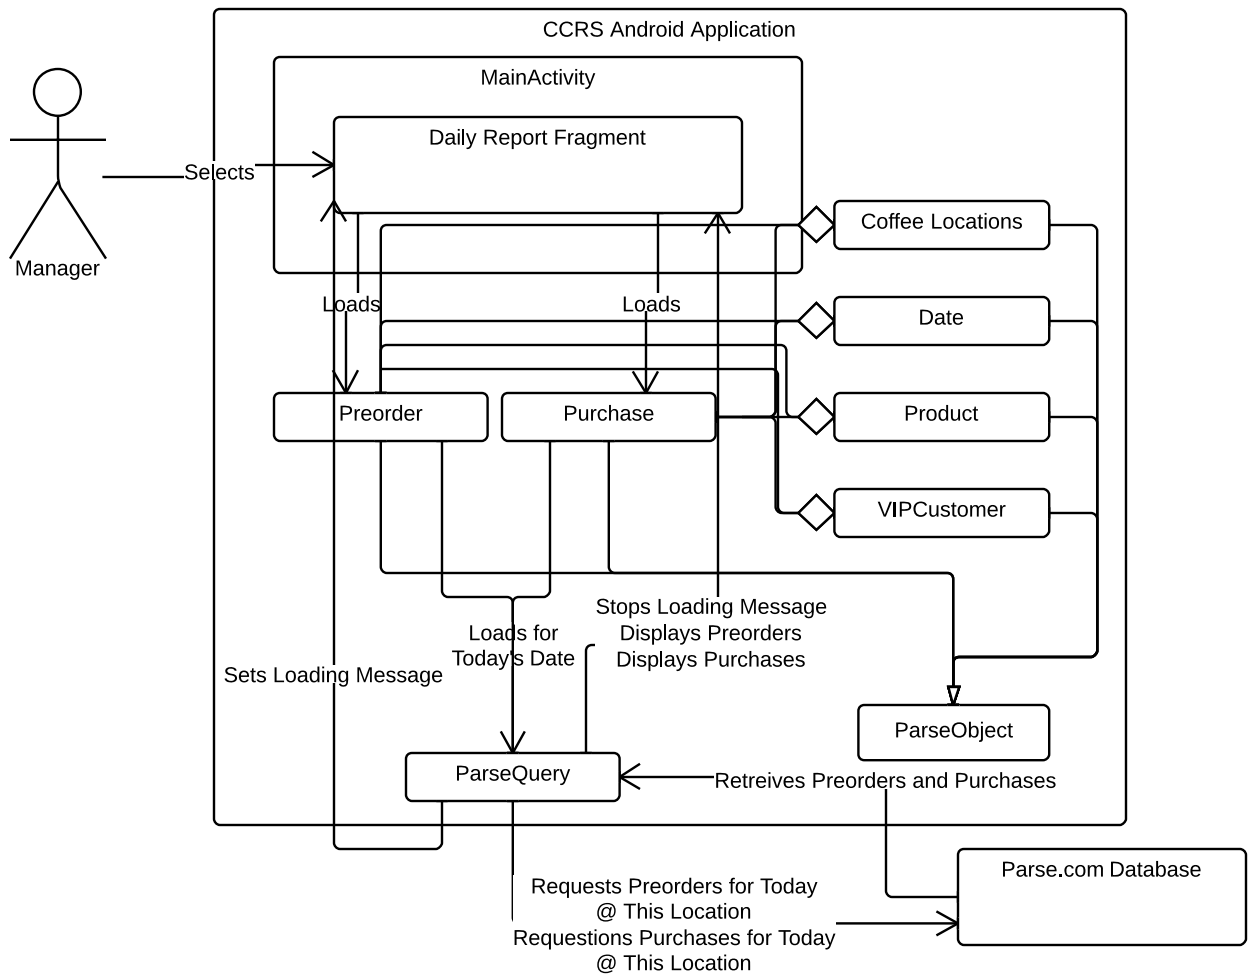 CCRS Android Application
MainActivity
Daily Report Fragment
Selects
Manager
Coffee Locations
Loads
Loads
Date
Preorder
Purchase
Product
VIPCustomer
Stops Loading Message
Displays Preorders
Displays Purchases
Loads for
Today's Date
Sets Loading Message
ParseObject
ParseQuery
Retreives Preorders and Purchases
Parse.com Database
Requests Preorders for Today
@ This Location
Requestions Purchases for Today
@ This Location